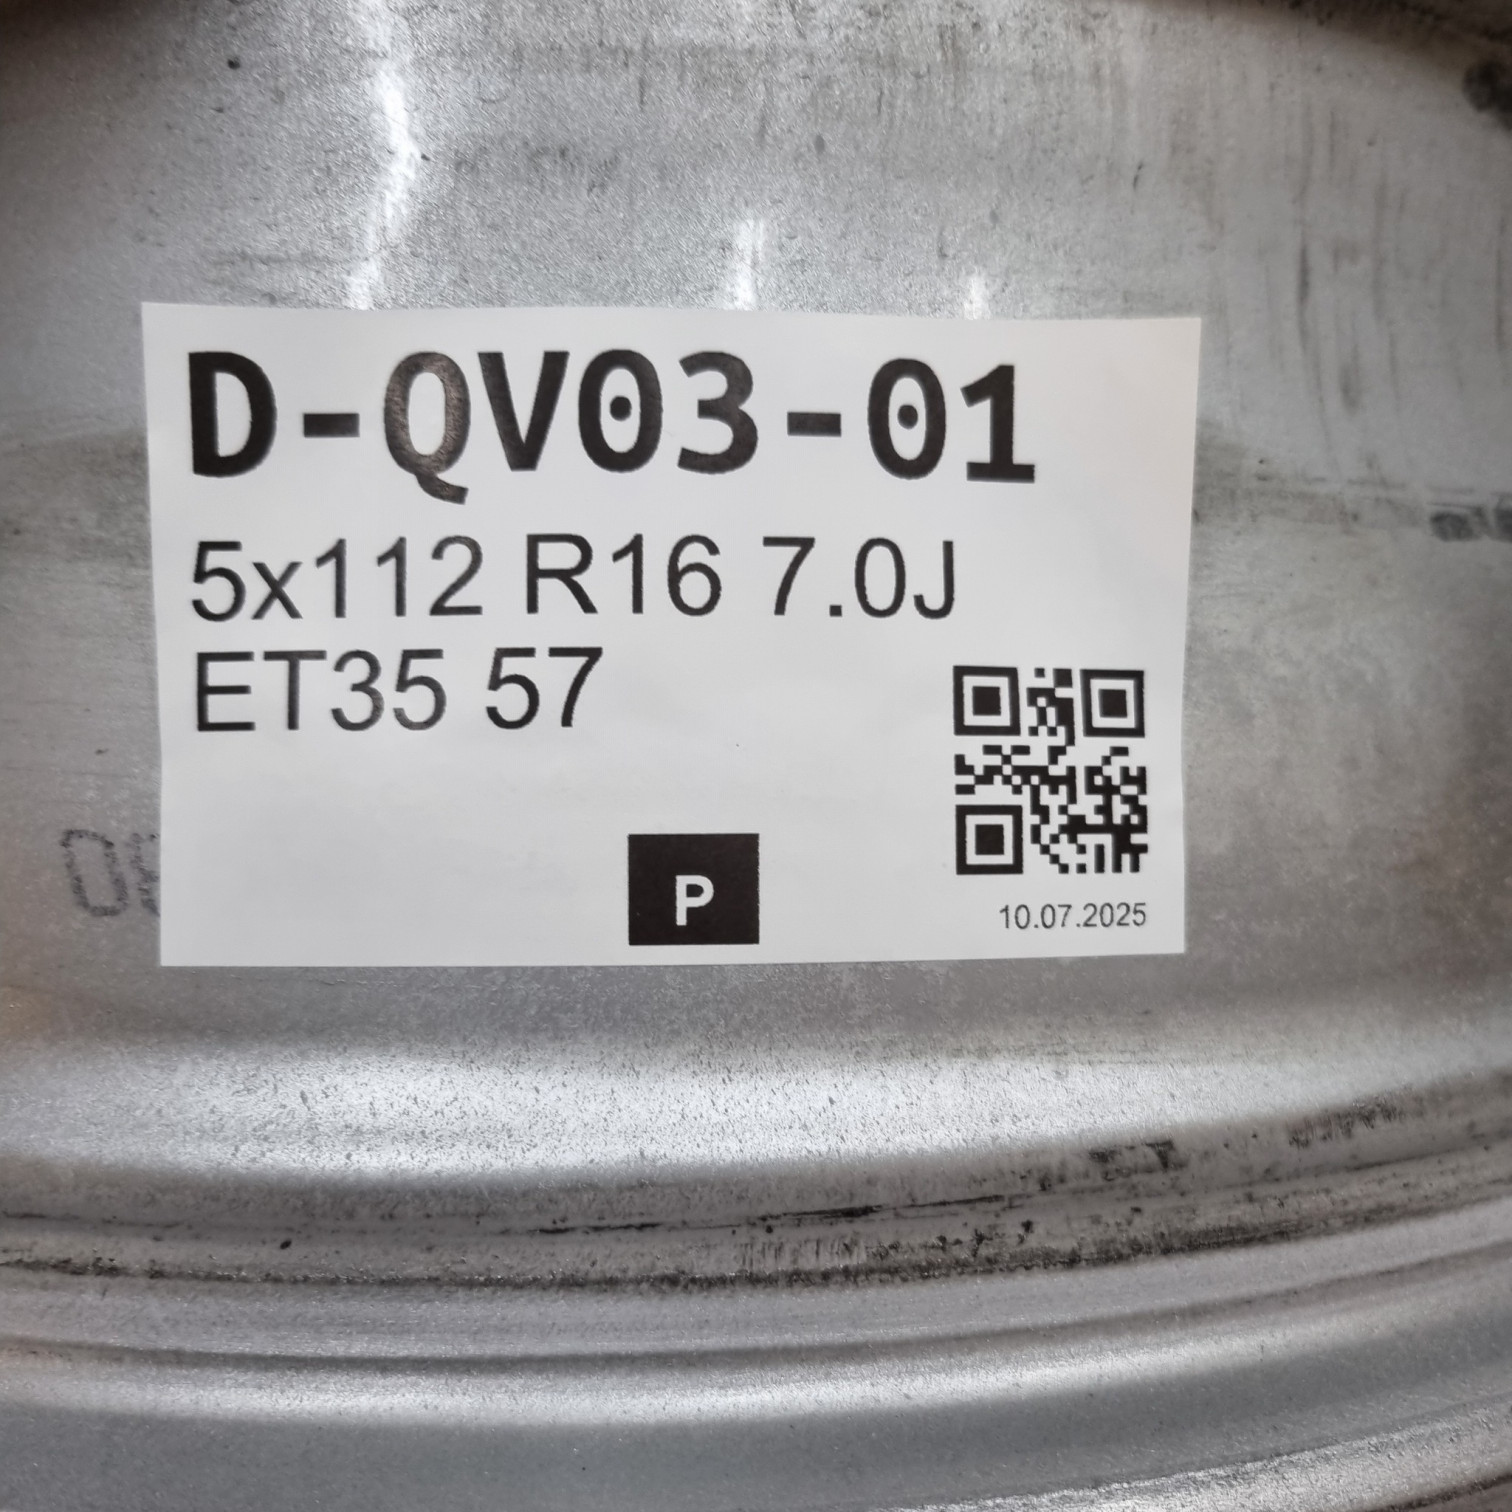 D-QV03-01
5x112 R16 7.0J
ET35 57
P
10.07.2025